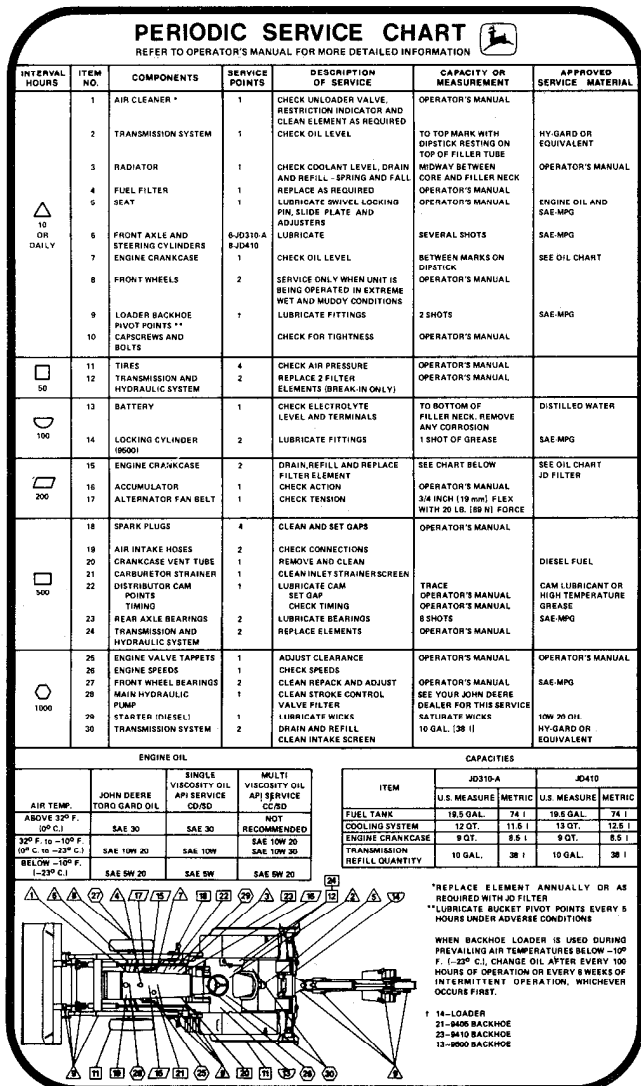 PERIODIC SERVICE CHART
REFER TO OPERATOR'S MANUAL FOR MORE DETAILED INFORMATION
INTERVAL HOURS ITEM NO. COMPONENTS SERVICE POINTS DESCRIPTION OF SERVICE CAPACITY OR MEASUREMENT APPROVED SERVICE MATERIAL
10 OR DAILY
1 AIR CLEANER * 1 CHECK UNLOADER VALVE, OPERATOR'S MANUAL
RESTRICTION INDICATOR AND
CLEAN ELEMENT AS REQUIRED
2 TRANSMISSION SYSTEM 1 CHECK OIL LEVEL TO TOP MARK WITH HY-GARD OR
DIPSTICK RESTING ON EQUIVALENT
TOP OF FILLER TUBE
3 RADIATOR 1 CHECK COOLANT LEVEL, DRAIN MIDWAY BETWEEN OPERATOR'S MANUAL
AND REFILL - SPRING AND FALL CORE AND FILLER NECK
4 FUEL FILTER 1 REPLACE AS REQUIRED OPERATOR'S MANUAL
5 SEAT 1 LUBRICATE SWIVEL LOCKING OPERATOR'S MANUAL ENGINE OIL AND
PIN, SLIDE PLATE AND SAE-MPG
ADJUSTERS
6 FRONT AXLE AND 6-JD310-A LUBRICATE SEVERAL SHOTS SAE-MPG
STEERING CYLINDERS 8-JD410
7 ENGINE CRANKCASE 1 CHECK OIL LEVEL BETWEEN MARKS ON SEE OIL CHART
DIPSTICK
8 FRONT WHEELS 2 SERVICE ONLY WHEN UNIT IS OPERATOR'S MANUAL
BEING OPERATED IN EXTREME
WET AND MUDDY CONDITIONS
9 LOADER BACKHOE † LUBRICATE FITTINGS 2 SHOTS SAE-MPG
PIVOT POINTS **
10 CAPSCREWS AND CHECK FOR TIGHTNESS OPERATOR'S MANUAL
BOLTS
50
11 TIRES 4 CHECK AIR PRESSURE OPERATOR'S MANUAL
12 TRANSMISSION AND 2 REPLACE 2 FILTER OPERATOR'S MANUAL
HYDRAULIC SYSTEM ELEMENTS (BREAK-IN ONLY)
100
13 BATTERY 1 CHECK ELECTROLYTE TO BOTTOM OF DISTILLED WATER
LEVEL AND TERMINALS FILLER NECK. REMOVE
ANY CORROSION
14 LOCKING CYLINDER 2 LUBRICATE FITTINGS 1 SHOT OF GREASE SAE-MPG
(9500)
200
15 ENGINE CRANKCASE 2 DRAIN, REFILL AND REPLACE SEE CHART BELOW SEE OIL CHART
FILTER ELEMENT JD FILTER
16 ACCUMULATOR 1 CHECK ACTION OPERATOR'S MANUAL
17 ALTERNATOR FAN BELT 1 CHECK TENSION 3/4 INCH (19 mm) FLEX
WITH 20 LB. (89 N) FORCE
500
18 SPARK PLUGS 4 CLEAN AND SET GAPS OPERATOR'S MANUAL
19 AIR INTAKE HOSES 2 CHECK CONNECTIONS
20 CRANKCASE VENT TUBE 1 REMOVE AND CLEAN DIESEL FUEL
21 CARBURETOR STRAINER 1 CLEAN INLET STRAINER SCREEN
22 DISTRIBUTOR CAM 1 LUBRICATE CAM TRACE CAM LUBRICANT OR
POINTS SET GAP OPERATOR'S MANUAL HIGH TEMPERATURE
TIMING CHECK TIMING OPERATOR'S MANUAL GREASE
23 REAR AXLE BEARINGS 2 LUBRICATE BEARINGS 8 SHOTS SAE-MPG
24 TRANSMISSION AND 2 REPLACE ELEMENTS OPERATOR'S MANUAL
HYDRAULIC SYSTEM
1000
25 ENGINE VALVE TAPPETS 1 ADJUST CLEARANCE OPERATOR'S MANUAL OPERATOR'S MANUAL
26 ENGINE SPEEDS 1 CHECK SPEEDS
27 FRONT WHEEL BEARINGS 2 CLEAN REPACK AND ADJUST OPERATOR'S MANUAL SAE-MPG
28 MAIN HYDRAULIC 1 CLEAN STROKE CONTROL SEE YOUR JOHN DEERE
PUMP VALVE FILTER DEALER FOR THIS SERVICE
29 STARTER (DIESEL) 1 LUBRICATE WICKS SATURATE WICKS 10W 20 OIL
30 TRANSMISSION SYSTEM 2 DRAIN AND REFILL 10 GAL. (38 l) HY-GARD OR
CLEAN INTAKE SCREEN EQUIVALENT
ENGINE OIL
AIR TEMP. JOHN DEERE TORQ GARD OIL SINGLE VISCOSITY OIL API SERVICE CD/SD MULTI VISCOSITY OIL API SERVICE CC/SD
ABOVE 32° F. (0° C.) SAE 30 SAE 30 NOT RECOMMENDED
32° F. to -10° F. (0° C. to -23° C.) SAE 10W 20 SAE 10W SAE 10W 20 SAE 10W 30
BELOW -10° F. (-23° C.) SAE 5W 20 SAE 5W SAE 5W 20
CAPACITIES
ITEM JD310-A JD410
U.S. MEASURE METRIC U.S. MEASURE METRIC
FUEL TANK 19.5 GAL. 74 l 19.5 GAL. 74 l
COOLING SYSTEM 12 QT. 11.5 l 13 QT. 12.5 l
ENGINE CRANKCASE 9 QT. 8.5 l 9 QT. 8.5 l
TRANSMISSION REFILL QUANTITY 10 GAL. 38 l 10 GAL. 38 l
*REPLACE ELEMENT ANNUALLY OR AS
REQUIRED WITH JD FILTER
**LUBRICATE BUCKET PIVOT POINTS EVERY 5
HOURS UNDER ADVERSE CONDITIONS
WHEN BACKHOE LOADER IS USED DURING
PREVAILING AIR TEMPERATURES BELOW -10°
F. (-23° C.), CHANGE OIL AFTER EVERY 100
HOURS OF OPERATION OR EVERY 6 WEEKS OF
INTERMITTENT OPERATION, WHICHEVER
OCCURS FIRST.
† 14-LOADER
21-9405 BACKHOE
23-9410 BACKHOE
13-9500 BACKHOE